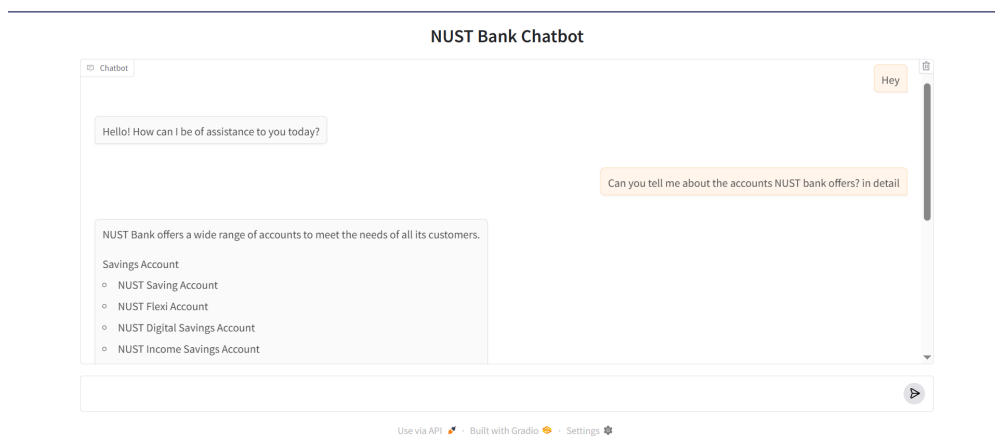 NUST Bank Chatbot
Chatbot
Hey
Hello! How can I be of assistance to you today?
Can you tell me about the accounts NUST bank offers? in detail
NUST Bank offers a wide range of accounts to meet the needs of all its customers.
Savings Account
NUST Saving Account
NUST Flexi Account
NUST Digital Savings Account
NUST Income Savings Account
Use via API · Built with Gradio · Settings